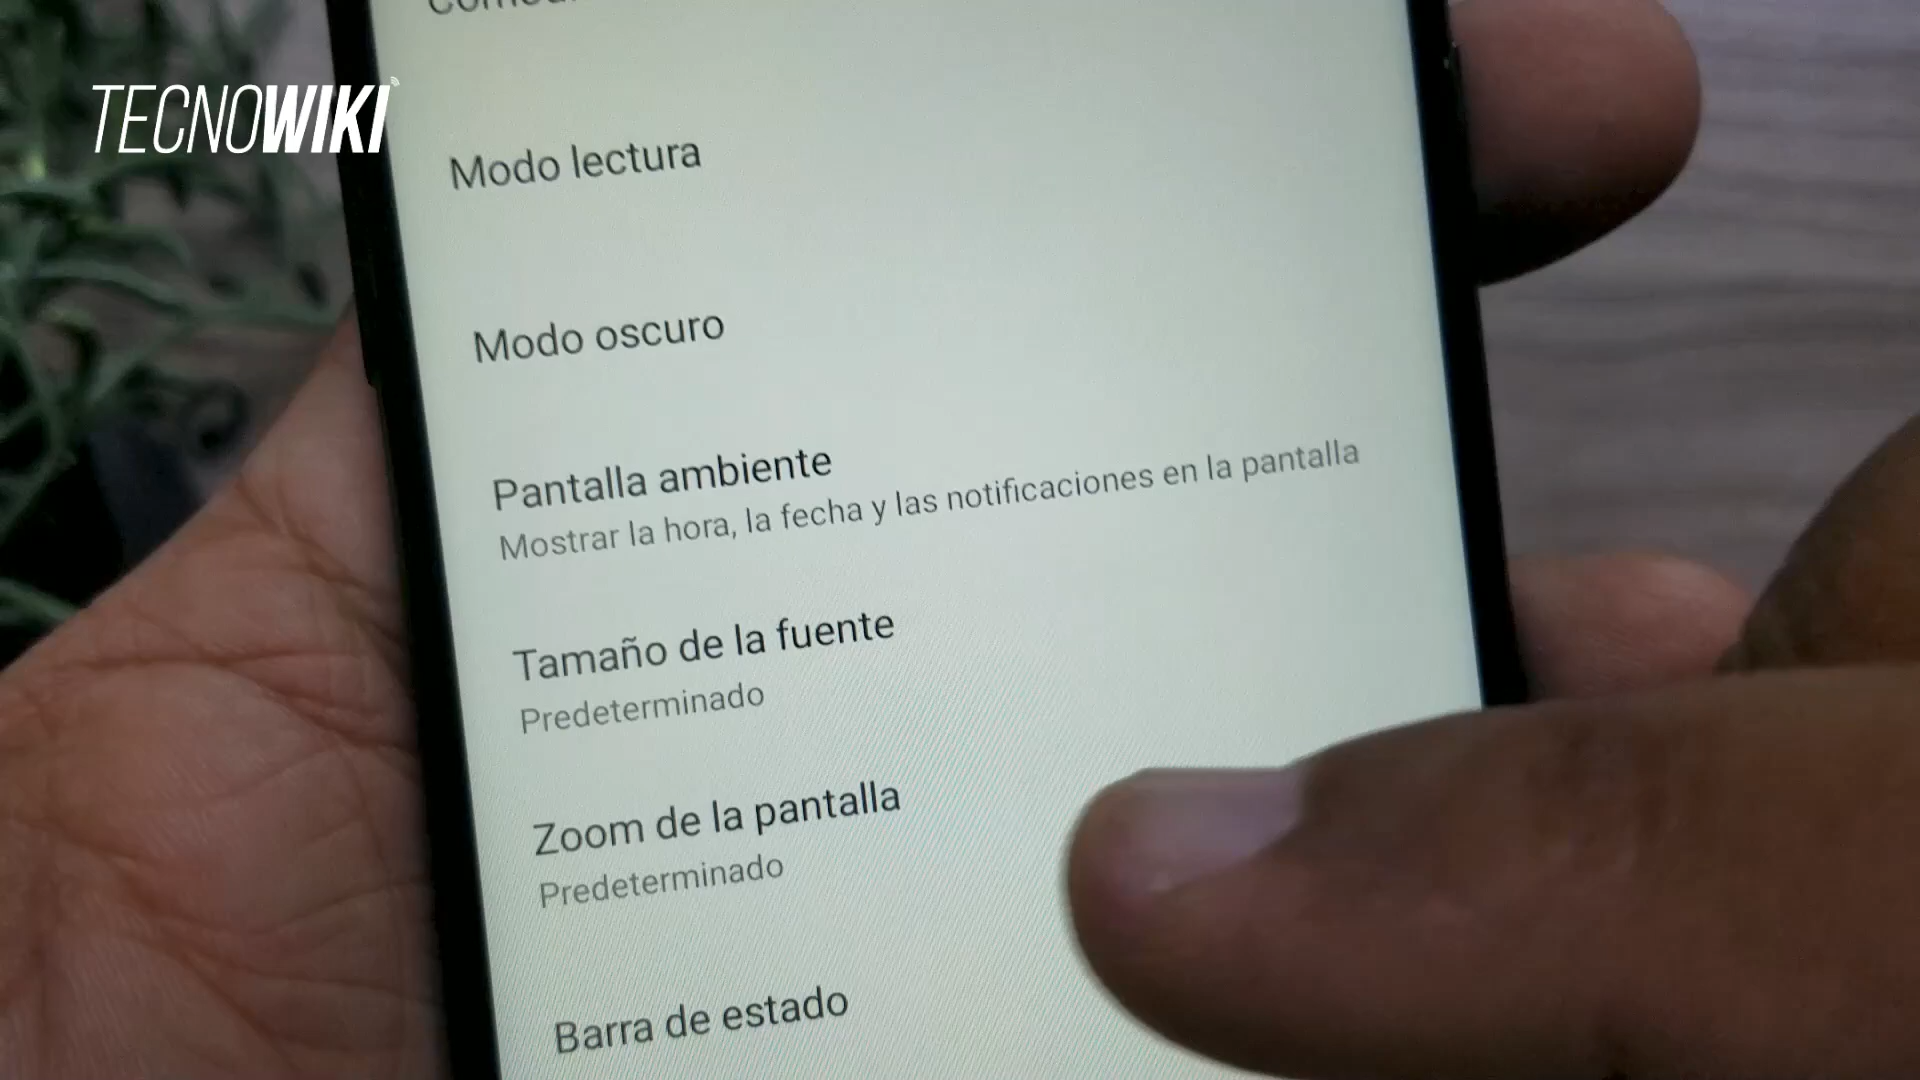 TECNOWIKI
Modo lectura
Modo oscuro
Pantalla ambiente
Mostrar la hora, la fecha y las notificaciones en la pantalla
Tamaño de la fuente
Predeterminado
Zoom de la pantalla
Predeterminado
Barra de estado